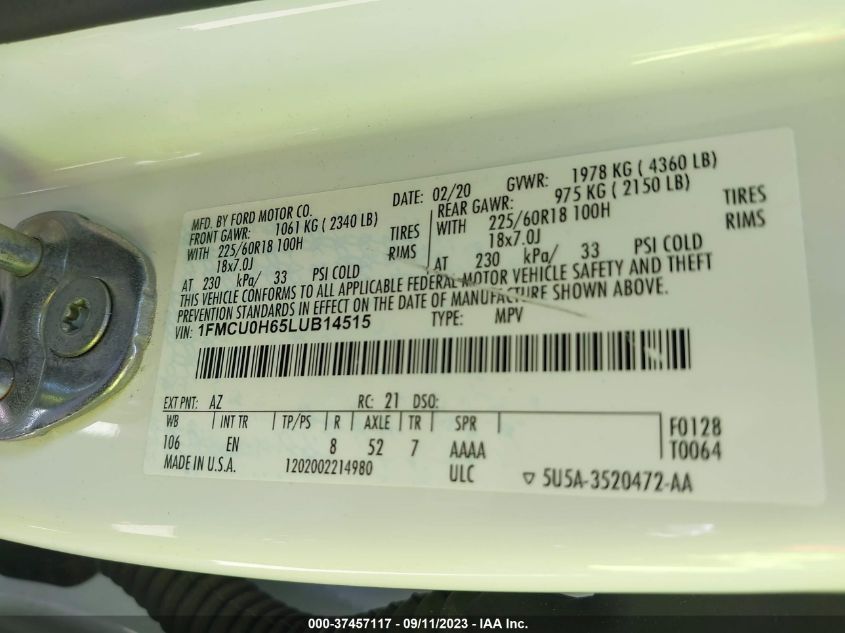 MFD. BY FORD MOTOR CO. DATE: 02/20 GVWR: 1978 KG ( 4360 LB)
FRONT GAWR: 1061 KG ( 2340 LB) REAR GAWR: 975 KG ( 2150 LB)
WITH 225/60R18 100H TIRES WITH 225/60R18 100H TIRES
18x7.0J RIMS 18x7.0J RIMS
AT 230 kPa/ 33 PSI COLD AT 230 kPa/ 33 PSI COLD
THIS VEHICLE CONFORMS TO ALL APPLICABLE FEDERAL MOTOR VEHICLE SAFETY AND THEFT
PREVENTION STANDARDS IN EFFECT ON THE DATE OF MANUFACTURE SHOWN ABOVE.
VIN: 1FMCU0H65LUB14515 TYPE: MPV
EXT PNT: AZ RC: 21 DSO:
WB INT TR TP/PS R AXLE TR SPR F0128
106 EN 8 52 7 AAAA T0064
MADE IN U.S.A. 1202002214980 ULC ▽ 5U5A-3520472-AA
000-37457117 - 09/11/2023 - IAA Inc.